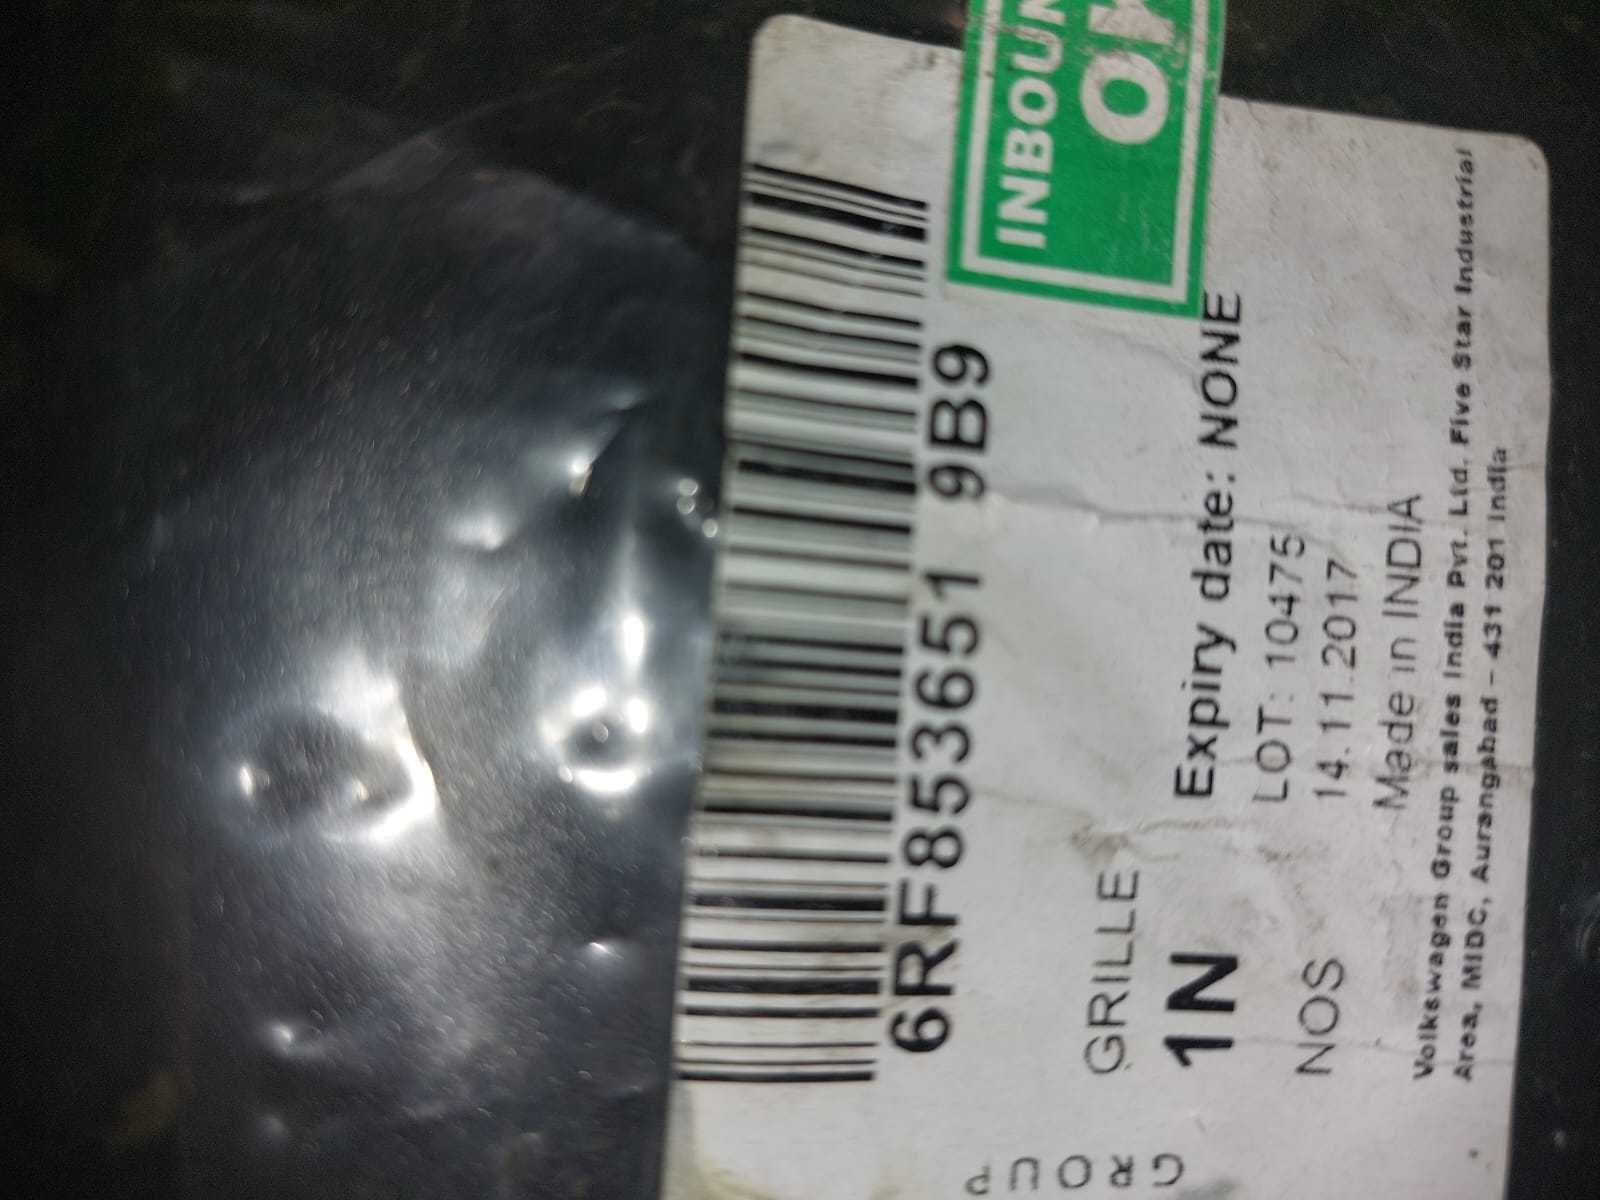 INBOUN
OK
6RF853651 9B9
GRILLE
1N Expiry date: NONE
LOT: 10475
NOS 14.11.2017
Made in INDIA
Volkswagen Group sales India Pvt. Ltd. Five Star Industrial
Area, MIDC, Aurangabad - 431 201 India